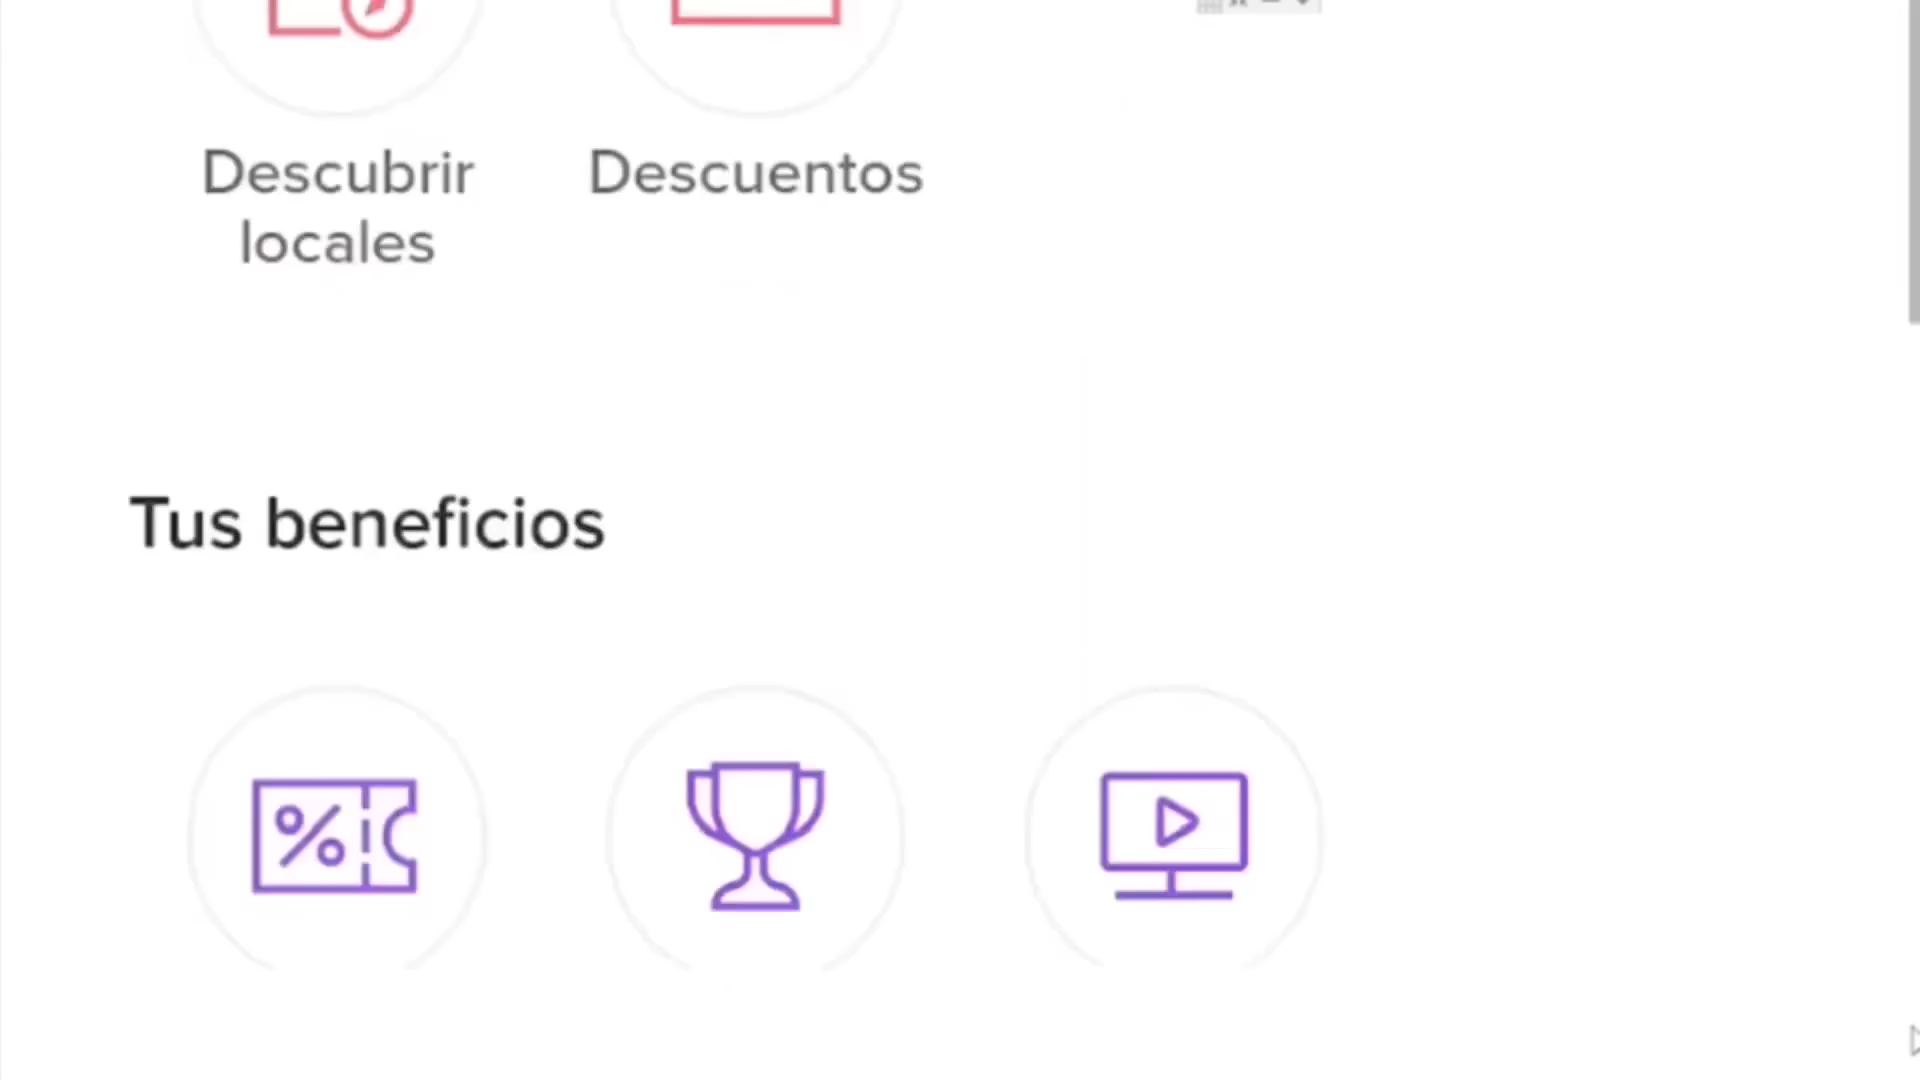 Descubrir
locales
Descuentos
Tus beneficios
%